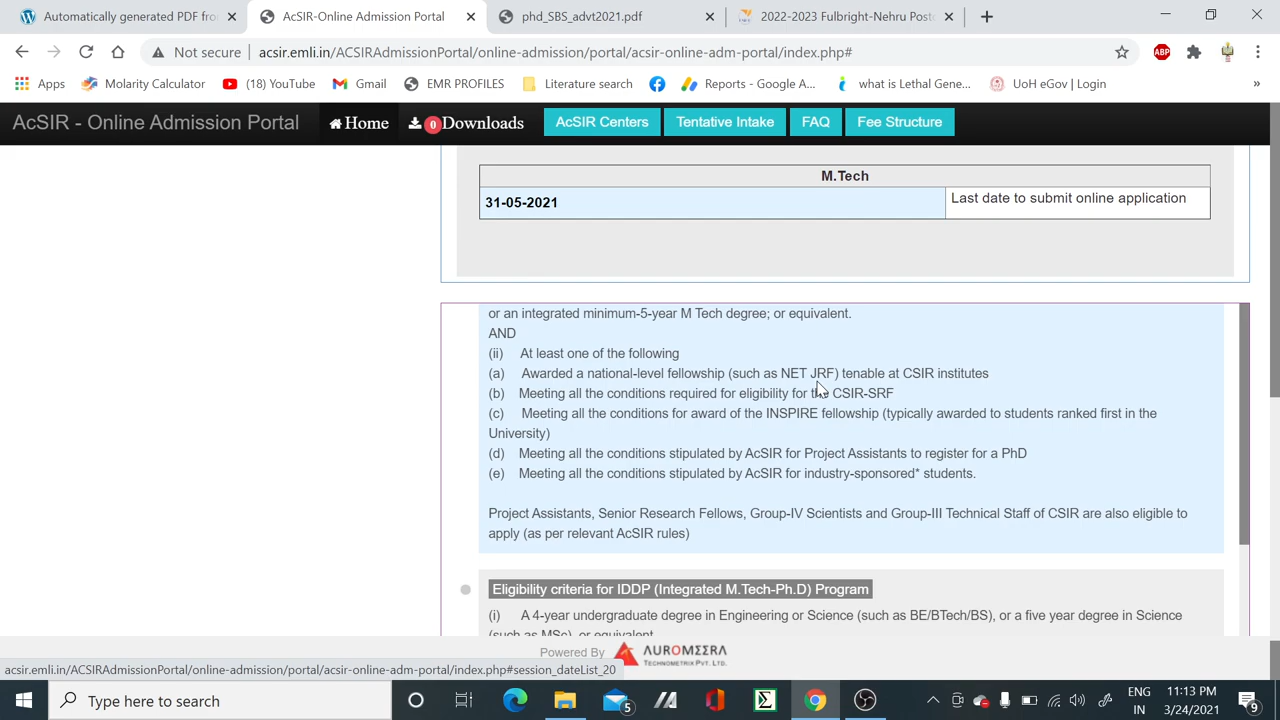 Automatically generated PDF fro
AcSIR-Online Admission Portal
phd_SBS_advt2021.pdf
2022-2023 Fulbright-Nehru Post
Not secure
acsir.emli.in/ACSIRAdmissionPortal/online-admission/portal/acsir-online-adm-portal/index.php#
ABP
Apps
Molarity Calculator
(18) YouTube
Gmail
EMR PROFILES
Literature search
Reports - Google A...
what is Lethal Gene...
UoH eGov | Login
»
AcSIR - Online Admission Portal
Home
0 Downloads
AcSIR Centers
Tentative Intake
FAQ
Fee Structure
M.Tech
31-05-2021
Last date to submit online application
or an integrated minimum-5-year M Tech degree; or equivalent.
AND
(ii) At least one of the following
(a) Awarded a national-level fellowship (such as NET JRF) tenable at CSIR institutes
(b) Meeting all the conditions required for eligibility for the CSIR-SRF
(c) Meeting all the conditions for award of the INSPIRE fellowship (typically awarded to students ranked first in the
University)
(d) Meeting all the conditions stipulated by AcSIR for Project Assistants to register for a PhD
(e) Meeting all the conditions stipulated by AcSIR for industry-sponsored* students.
Project Assistants, Senior Research Fellows, Group-IV Scientists and Group-III Technical Staff of CSIR are also eligible to
apply (as per relevant AcSIR rules)
Eligibility criteria for IDDP (Integrated M.Tech-Ph.D) Program
(i) A 4-year undergraduate degree in Engineering or Science (such as BE/BTech/BS), or a five year degree in Science
(such as MSc), or equivalent
Powered By
AUROMEERA
TECHNOMETRIX PVT. LTD.
acsir.emli.in/ACSIRAdmissionPortal/online-admission/portal/acsir-online-adm-portal/index.php#session_dateList_20
Type here to search
5
ENG
IN
11:13 PM
3/24/2021
9